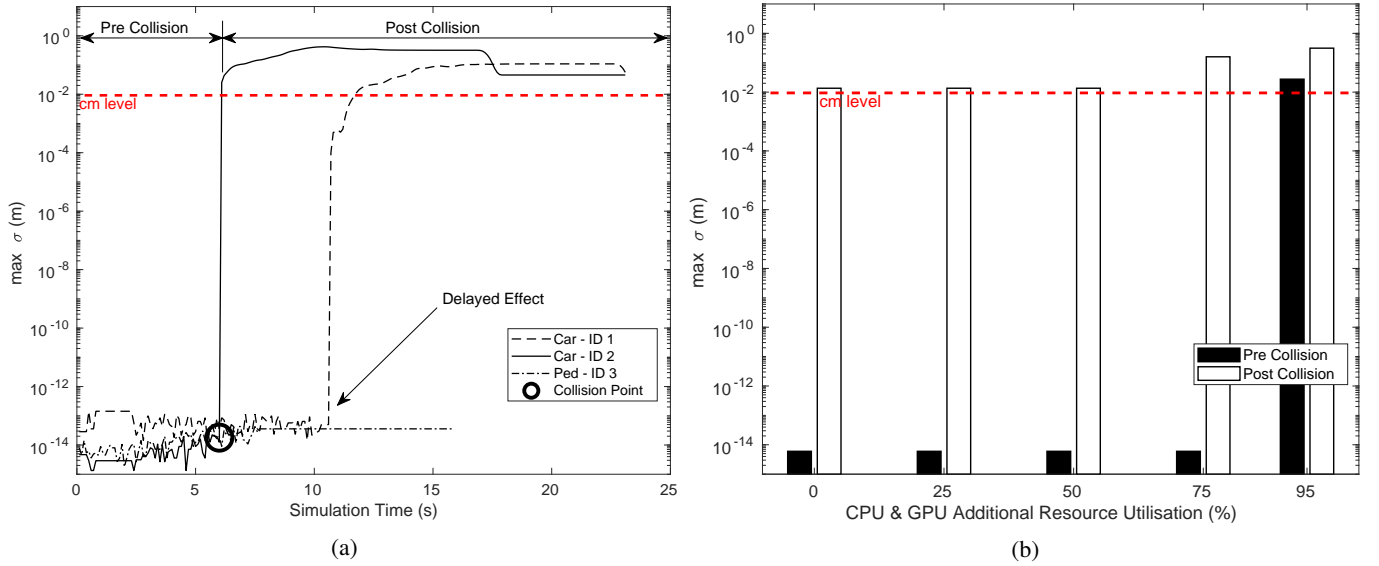 Pre Collision
Post Collision
10^0
10^-2
10^-4
10^-6
10^-8
10^-10
10^-12
10^-14
max σ (m)
cm level
Delayed Effect
Car - ID 1
Car - ID 2
Ped - ID 3
Collision Point
0 5 10 15 20 25
Simulation Time (s)
(a)
10^0
10^-2
10^-4
10^-6
10^-8
10^-10
10^-12
10^-14
max σ (m)
cm level
Pre Collision
Post Collision
0 25 50 75 95
CPU & GPU Additional Resource Utilisation (%)
(b)